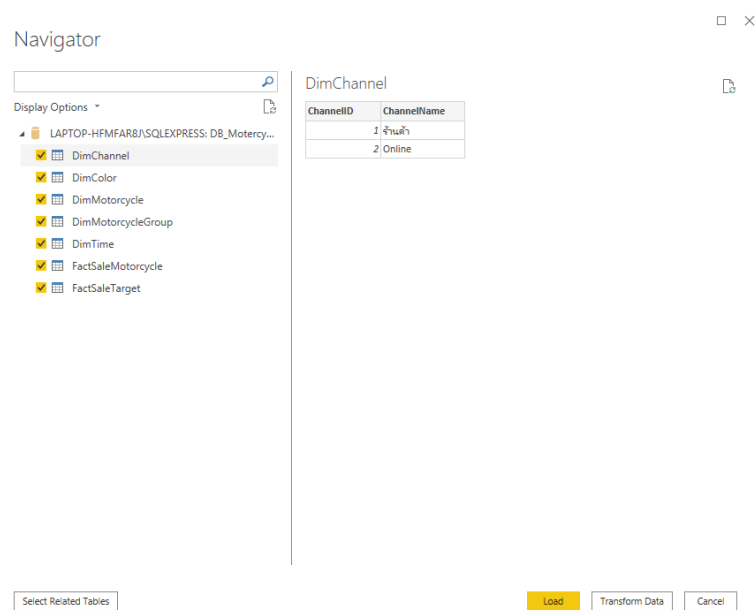 Navigator
Display Options
LAPTOP-HFMFAR8J\SQLEXPRESS: DB_Motercy...
DimChannel
DimColor
DimMotorcycle
DimMotorcycleGroup
DimTime
FactSaleMotorcycle
FactSaleTarget
DimChannel
ChannelID ChannelName
1 ร้านค้า
2 Online
Select Related Tables
Load
Transform Data
Cancel